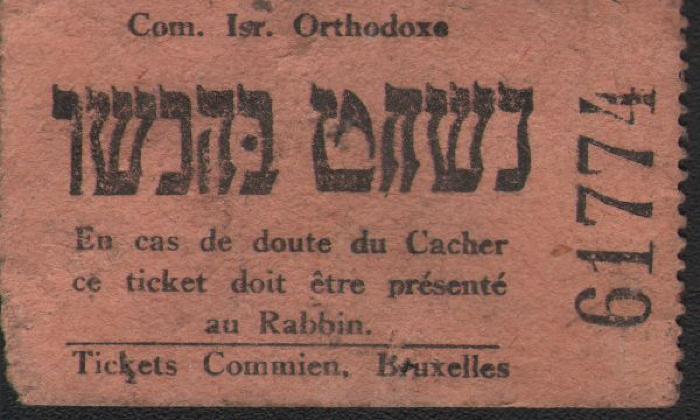 Com. Isr. Orthodoxe
נשחט בהכשר
En cas de doute du Cacher
ce ticket doit être présenté
au Rabbin.
Tickets Commien, Bruxelles
61774